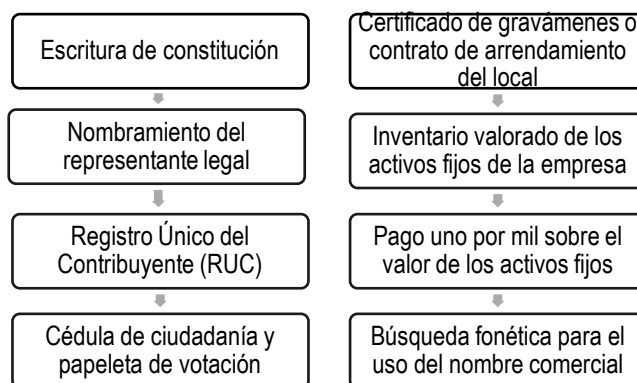 Escritura de constitución
Nombramiento del
representante legal
Registro Único del
Contribuyente (RUC)
Cédula de ciudadanía y
papeleta de votación
Certificado de gravámenes o
contrato de arrendamiento
del local
Inventario valorado de los
activos fijos de la empresa
Pago uno por mil sobre el
valor de los activos fijos
Búsqueda fonética para el
uso del nombre comercial